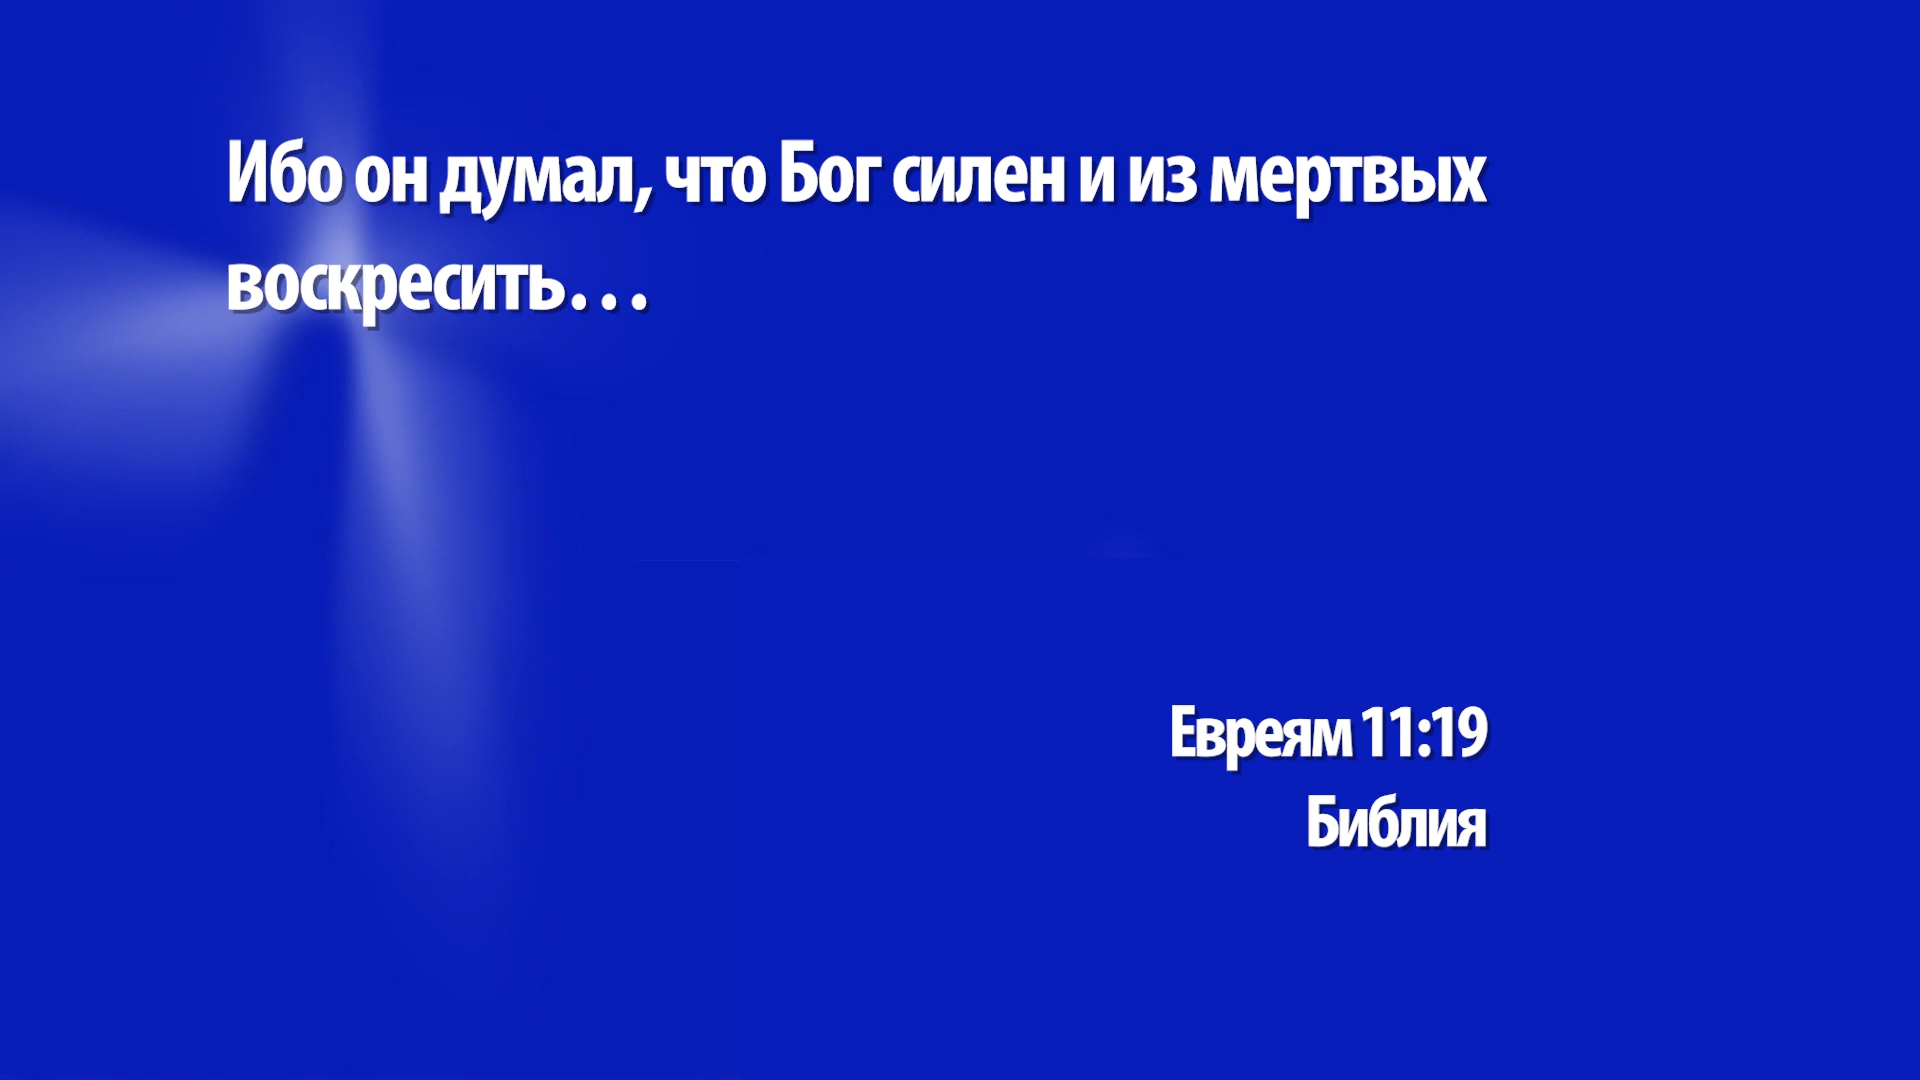 Ибо он думал, что Бог силен и из мертвых
воскресить…
Евреям 11:19
Библия